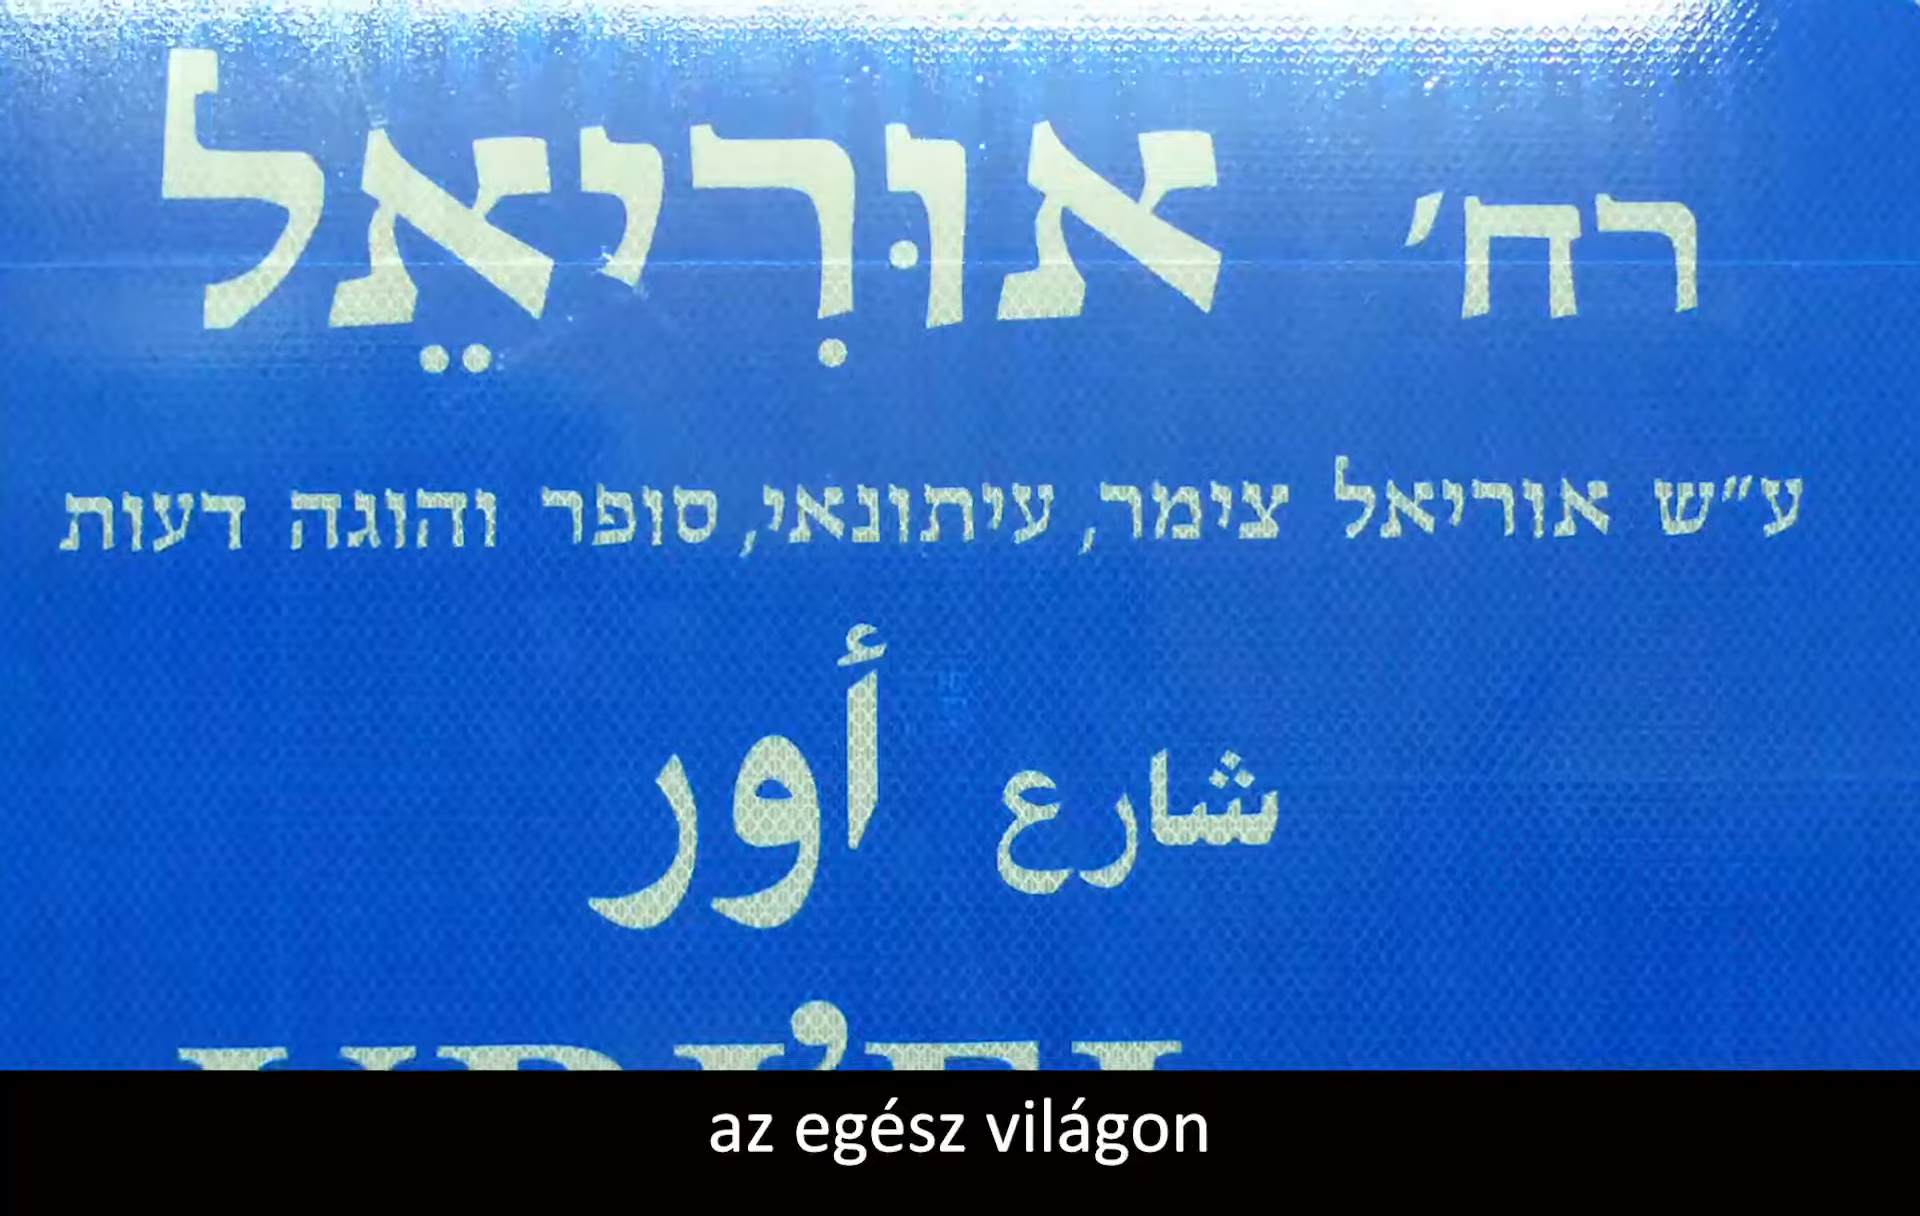 רח' אוּרִיאֵל
ע"ש אוריאל צימר, עיתונאי, סופר והוגה דעות
شارع أور
az egész világon